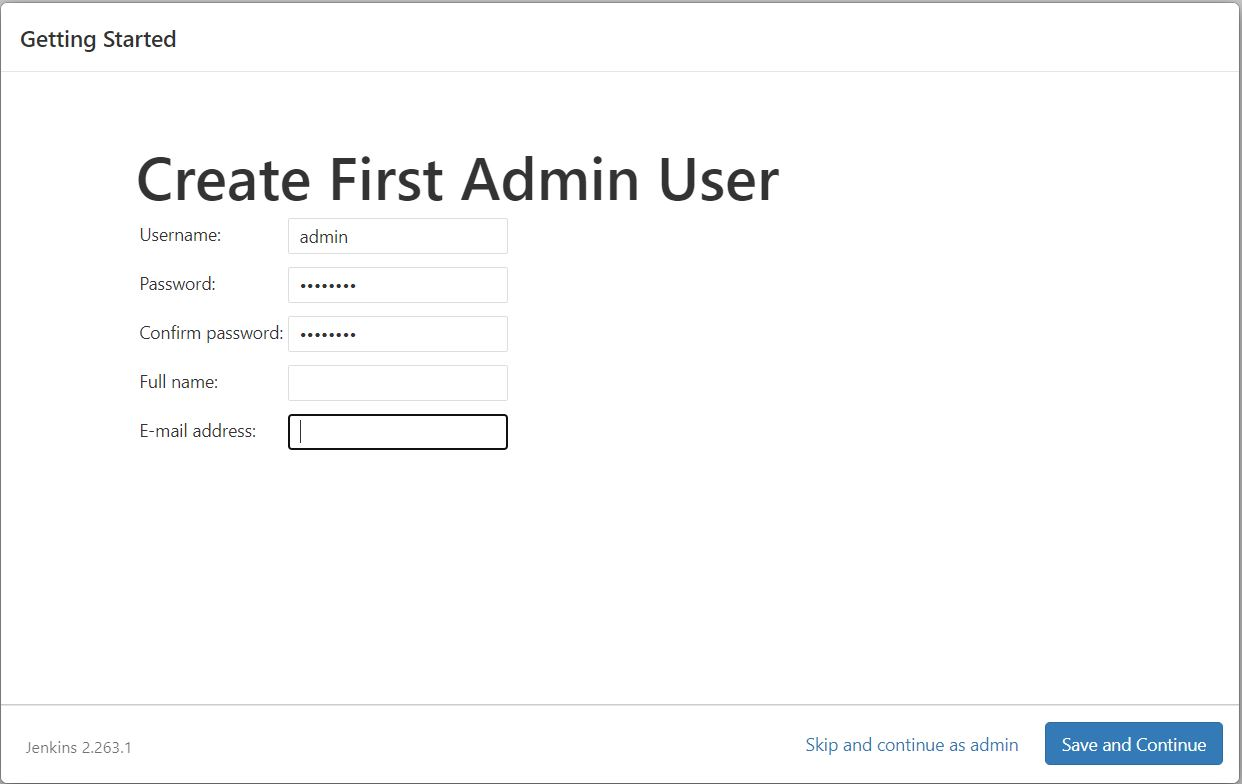 Getting Started
Create First Admin User
Username: admin
Password: ••••••••
Confirm password: ••••••••
Full name:
E-mail address:
Jenkins 2.263.1 Skip and continue as admin Save and Continue